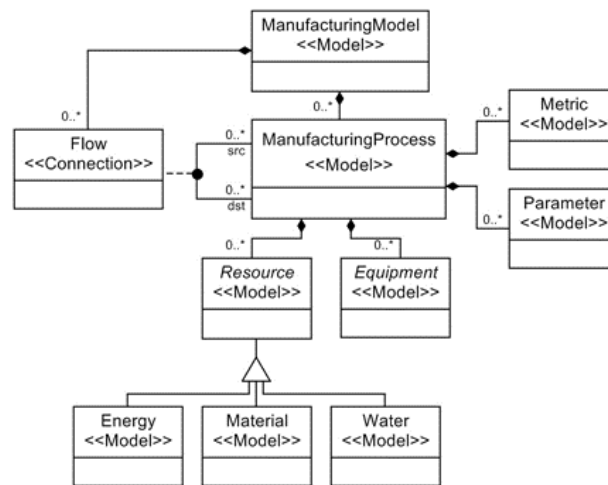 ManufacturingModel
<<Model>>
0..*
0..*
Flow
<<Connection>>
0..*
src
0..*
dst
ManufacturingProcess
<<Model>>
Metric
<<Model>>
0..*
Parameter
<<Model>>
0..*
0..*
0..*
Resource
<<Model>>
Equipment
<<Model>>
Energy
<<Model>>
Material
<<Model>>
Water
<<Model>>